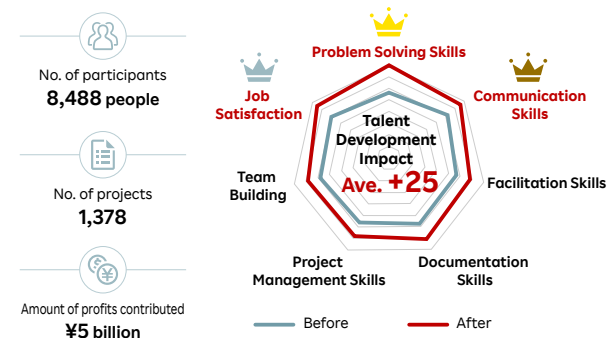 No. of participants
8,488 people
No. of projects
1,378
Amount of profits contributed
¥5 billion
Problem Solving Skills
Job
Satisfaction
Communication
Skills
Talent
Development
Impact
Ave. +25
Team
Building
Facilitation Skills
Project
Management Skills
Documentation
Skills
Before
After